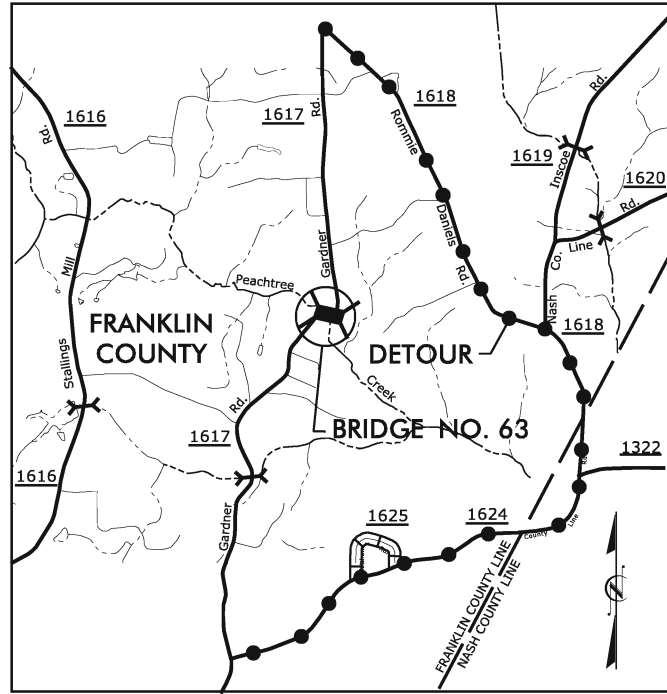 1616
Rd.
1617
Rd.
1618
Rommie
Daniels
Rd.
1619
Inscoe
Rd.
1620
Rd.
Line
Co.
Nash
Mill
Stallings
Gardner
Peachtree
Creek
FRANKLIN
COUNTY
DETOUR
1618
BRIDGE NO. 63
Rd.
1617
1616
Gardner
1322
Rd.
Line
County
1625
1624
FRANKLIN COUNTY LINE
NASH COUNTY LINE